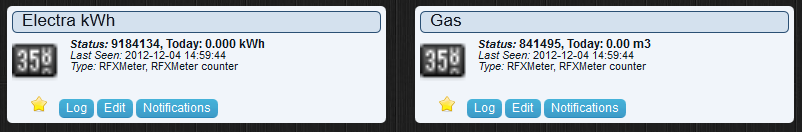 Electra kWh
Status: 9184134, Today: 0.000 kWh
Last Seen: 2012-12-04 14:59:44
Type: RFXMeter, RFXMeter counter
Log Edit Notifications
Gas
Status: 841495, Today: 0.00 m3
Last Seen: 2012-12-04 14:59:44
Type: RFXMeter, RFXMeter counter
Log Edit Notifications